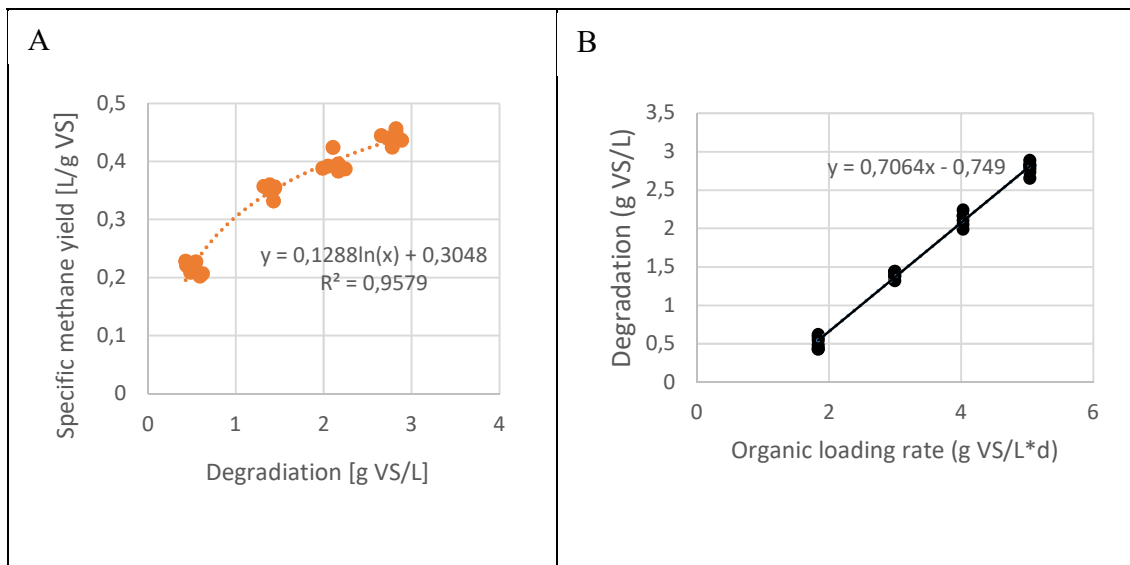 A
Specific methane yield [L/g VS]
0,5
0,4
0,3
0,2
0,1
0
y = 0,1288ln(x) + 0,3048
R² = 0,9579
0 1 2 3 4
Degradiation [g VS/L]
B
Degradation (g VS/L)
3,5
3
2,5
2
1,5
1
0,5
0
y = 0,7064x - 0,749
0 2 4 6
Organic loading rate (g VS/L*d)